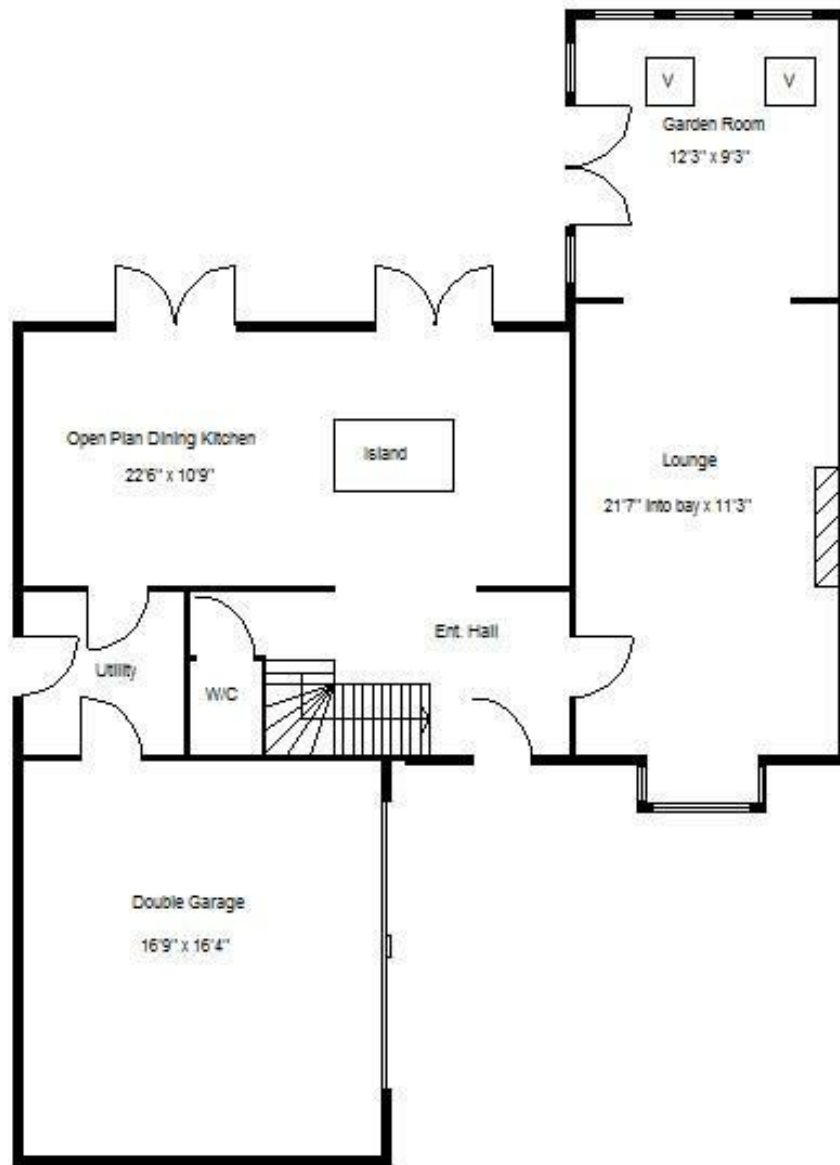 V V
Garden Room
12'3" x 9'3"
Open Plan Dining Kitchen
22'6" x 10'9"
Island
Lounge
21'7" into bay x 11'3"
Ent. Hall
Utility
W/C
Double Garage
16'9" x 16'4"